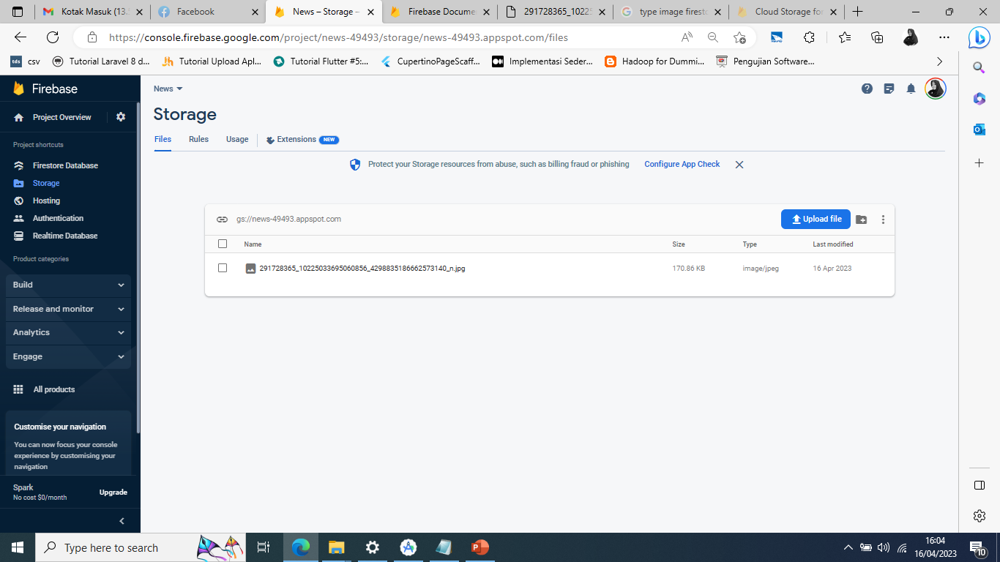 Kotak Masuk (13.
Facebook
News – Storage –
Firebase Docume
291728365_1022
type image firest
Cloud Storage for
https://console.firebase.google.com/project/news-49493/storage/news-49493.appspot.com/files
tds csv
Tutorial Laravel 8 d...
Tutorial Upload Apl...
Tutorial Flutter #5:...
CupertinoPageScaff...
Implementasi Seder...
Hadoop for Dummi...
Pengujian Software...
Firebase
Project Overview
Project shortcuts
Firestore Database
Storage
Hosting
Authentication
Realtime Database
Product categories
Build
Release and monitor
Analytics
Engage
All products
Customise your navigation
You can now focus your console
experience by customising your
navigation
Spark
No cost $0/month
Upgrade
News
Storage
Files
Rules
Usage
Extensions NEW
Protect your Storage resources from abuse, such as billing fraud or phishing
Configure App Check
gs://news-49493.appspot.com
Upload file
Name
Size
Type
Last modified
291728365_10225033695060856_4298835186662573140_n.jpg
170.86 KB
image/jpeg
16 Apr 2023
Type here to search
16:04
16/04/2023
10